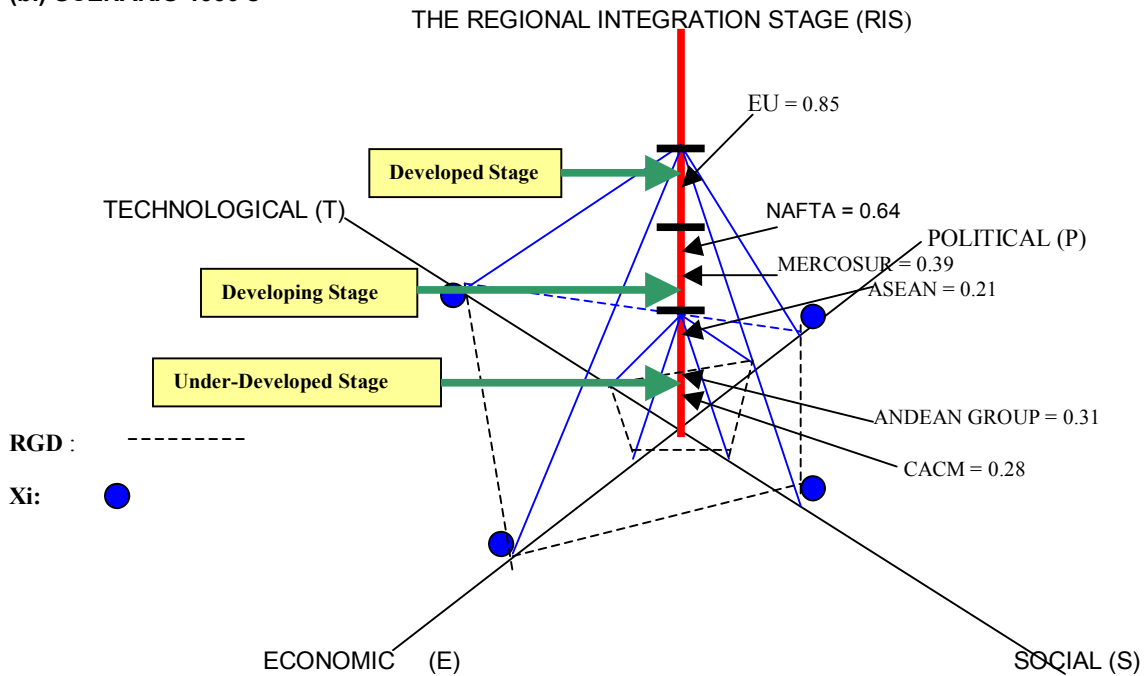 THE REGIONAL INTEGRATION STAGE (RIS)
EU = 0.85
Developed Stage
TECHNOLOGICAL (T)
NAFTA = 0.64
POLITICAL (P)
MERCOSUR = 0.39
Developing Stage
ASEAN = 0.21
Under-Developed Stage
ANDEAN GROUP = 0.31
RGD :
CACM = 0.28
Xi:
ECONOMIC (E)
SOCIAL (S)